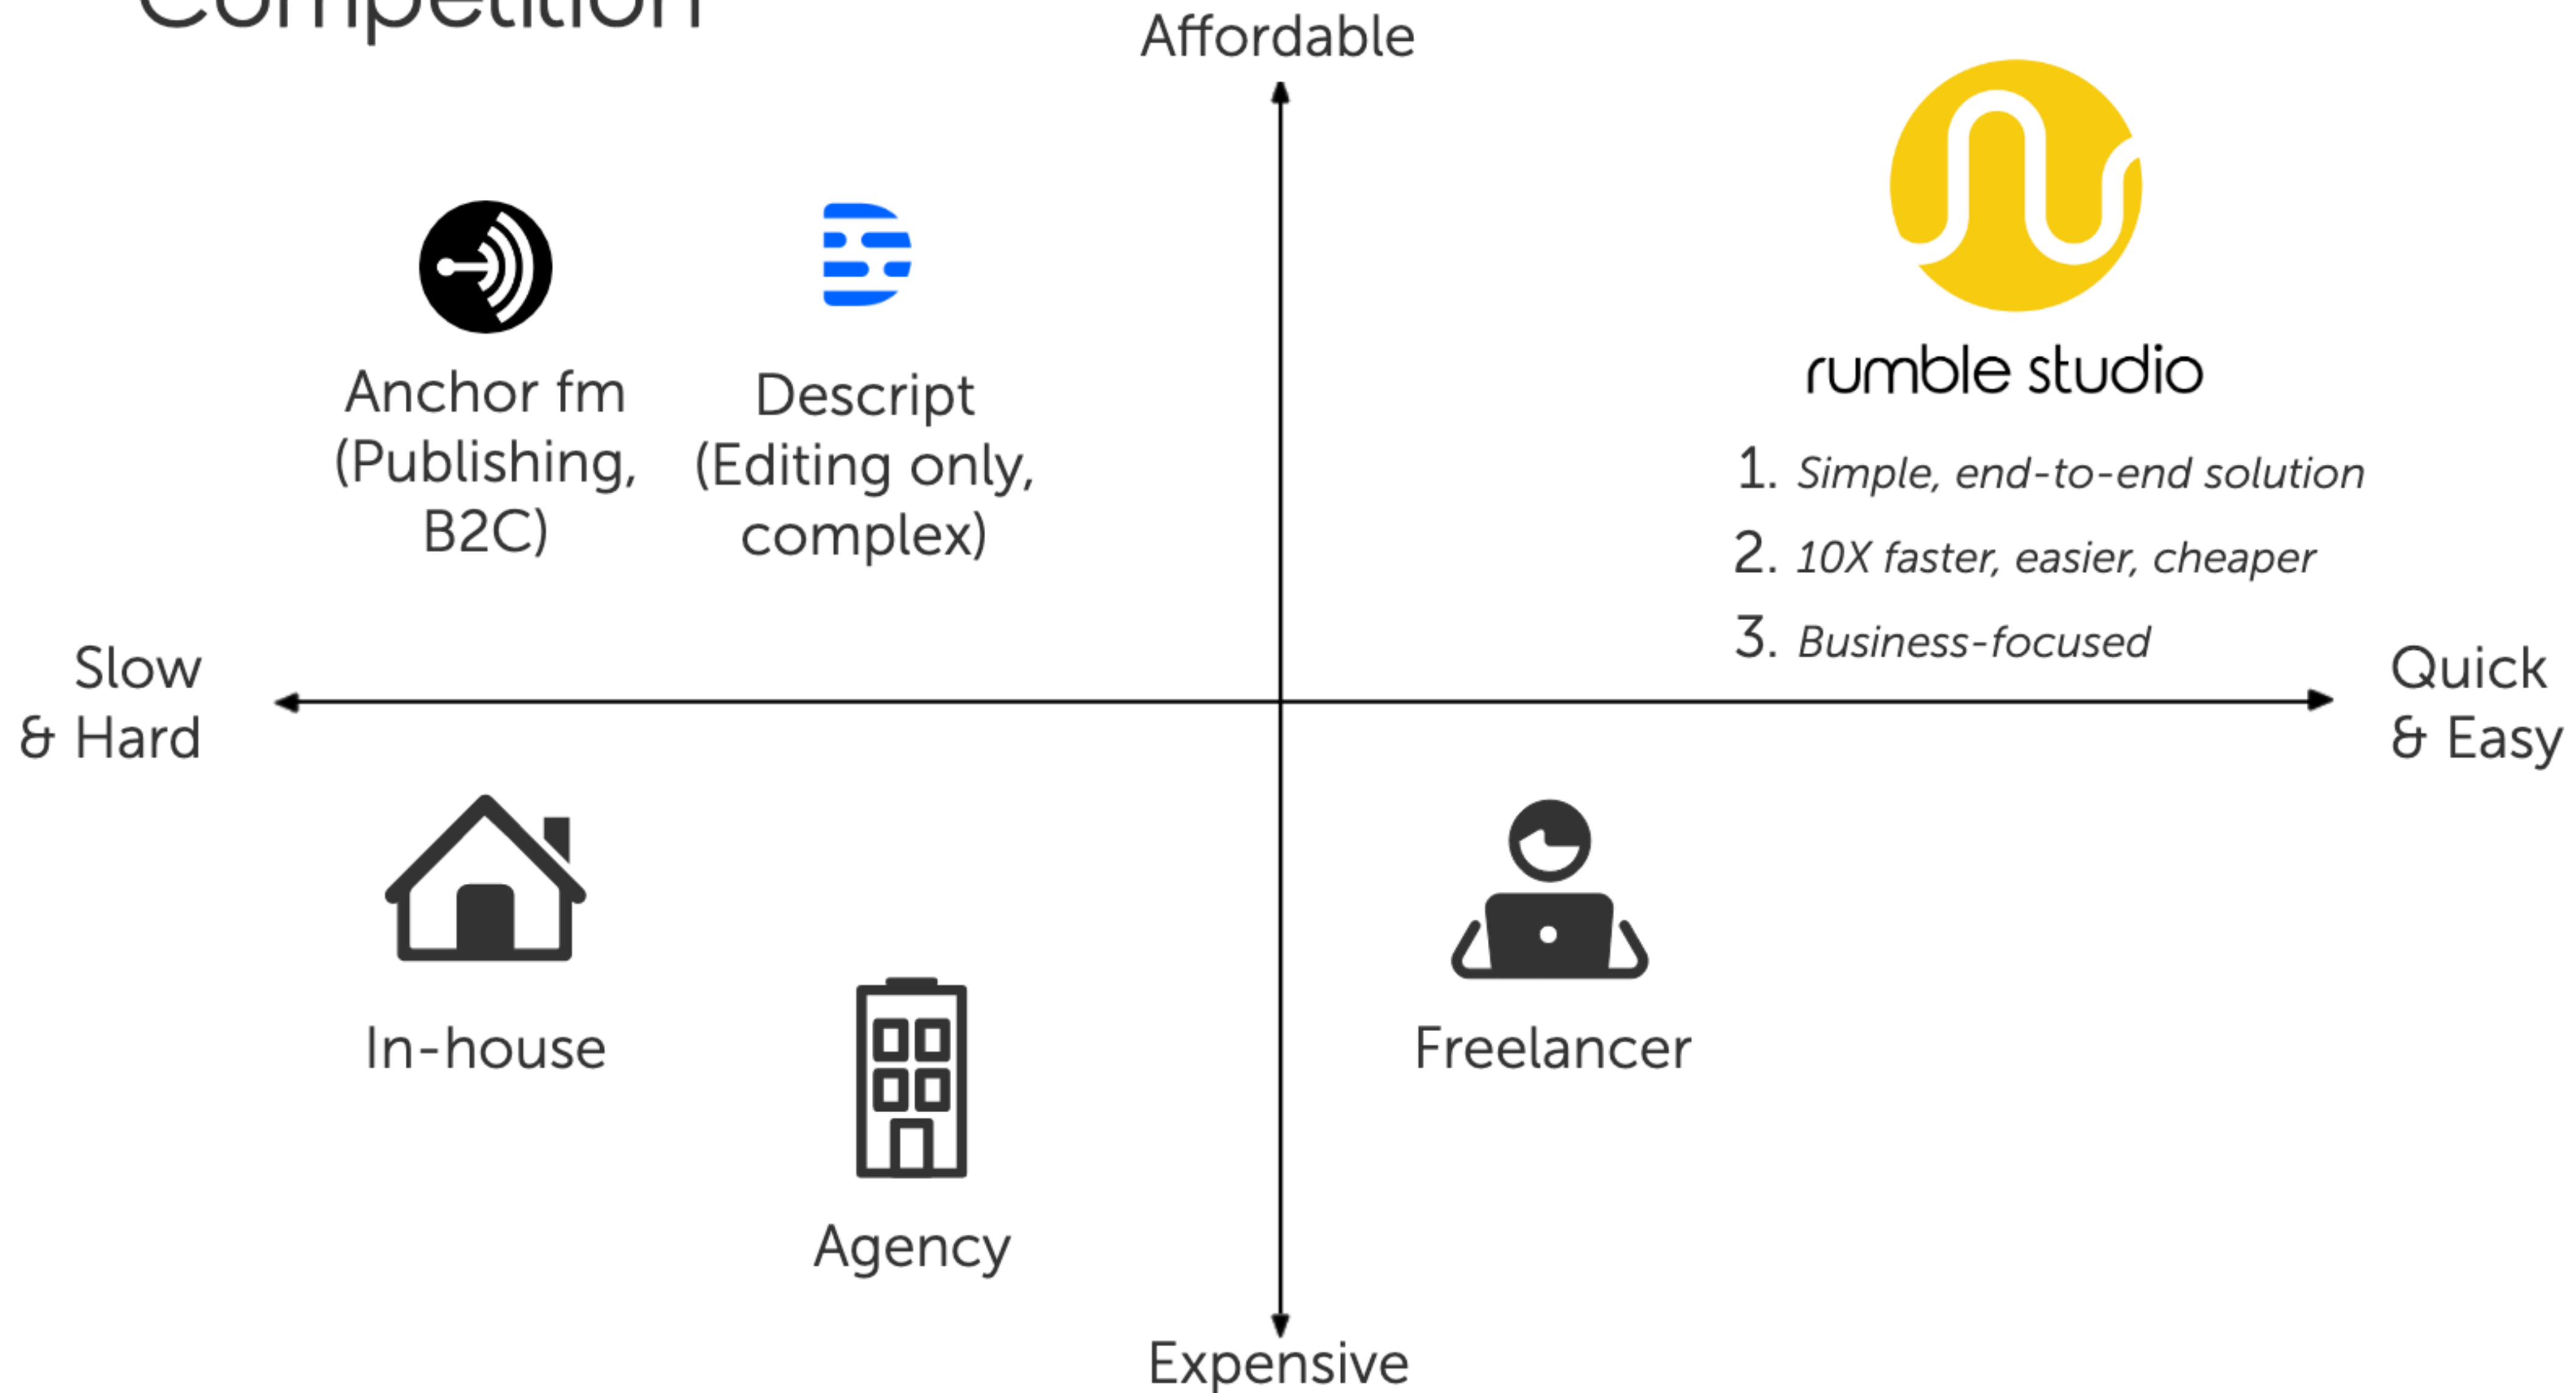 Competition
Affordable
Anchor fm
(Publishing,
B2C)
Descript
(Editing only,
complex)
rumble studio
1. Simple, end-to-end solution
2. 10X faster, easier, cheaper
3. Business-focused
Slow
& Hard
Quick
& Easy
In-house
Agency
Freelancer
Expensive